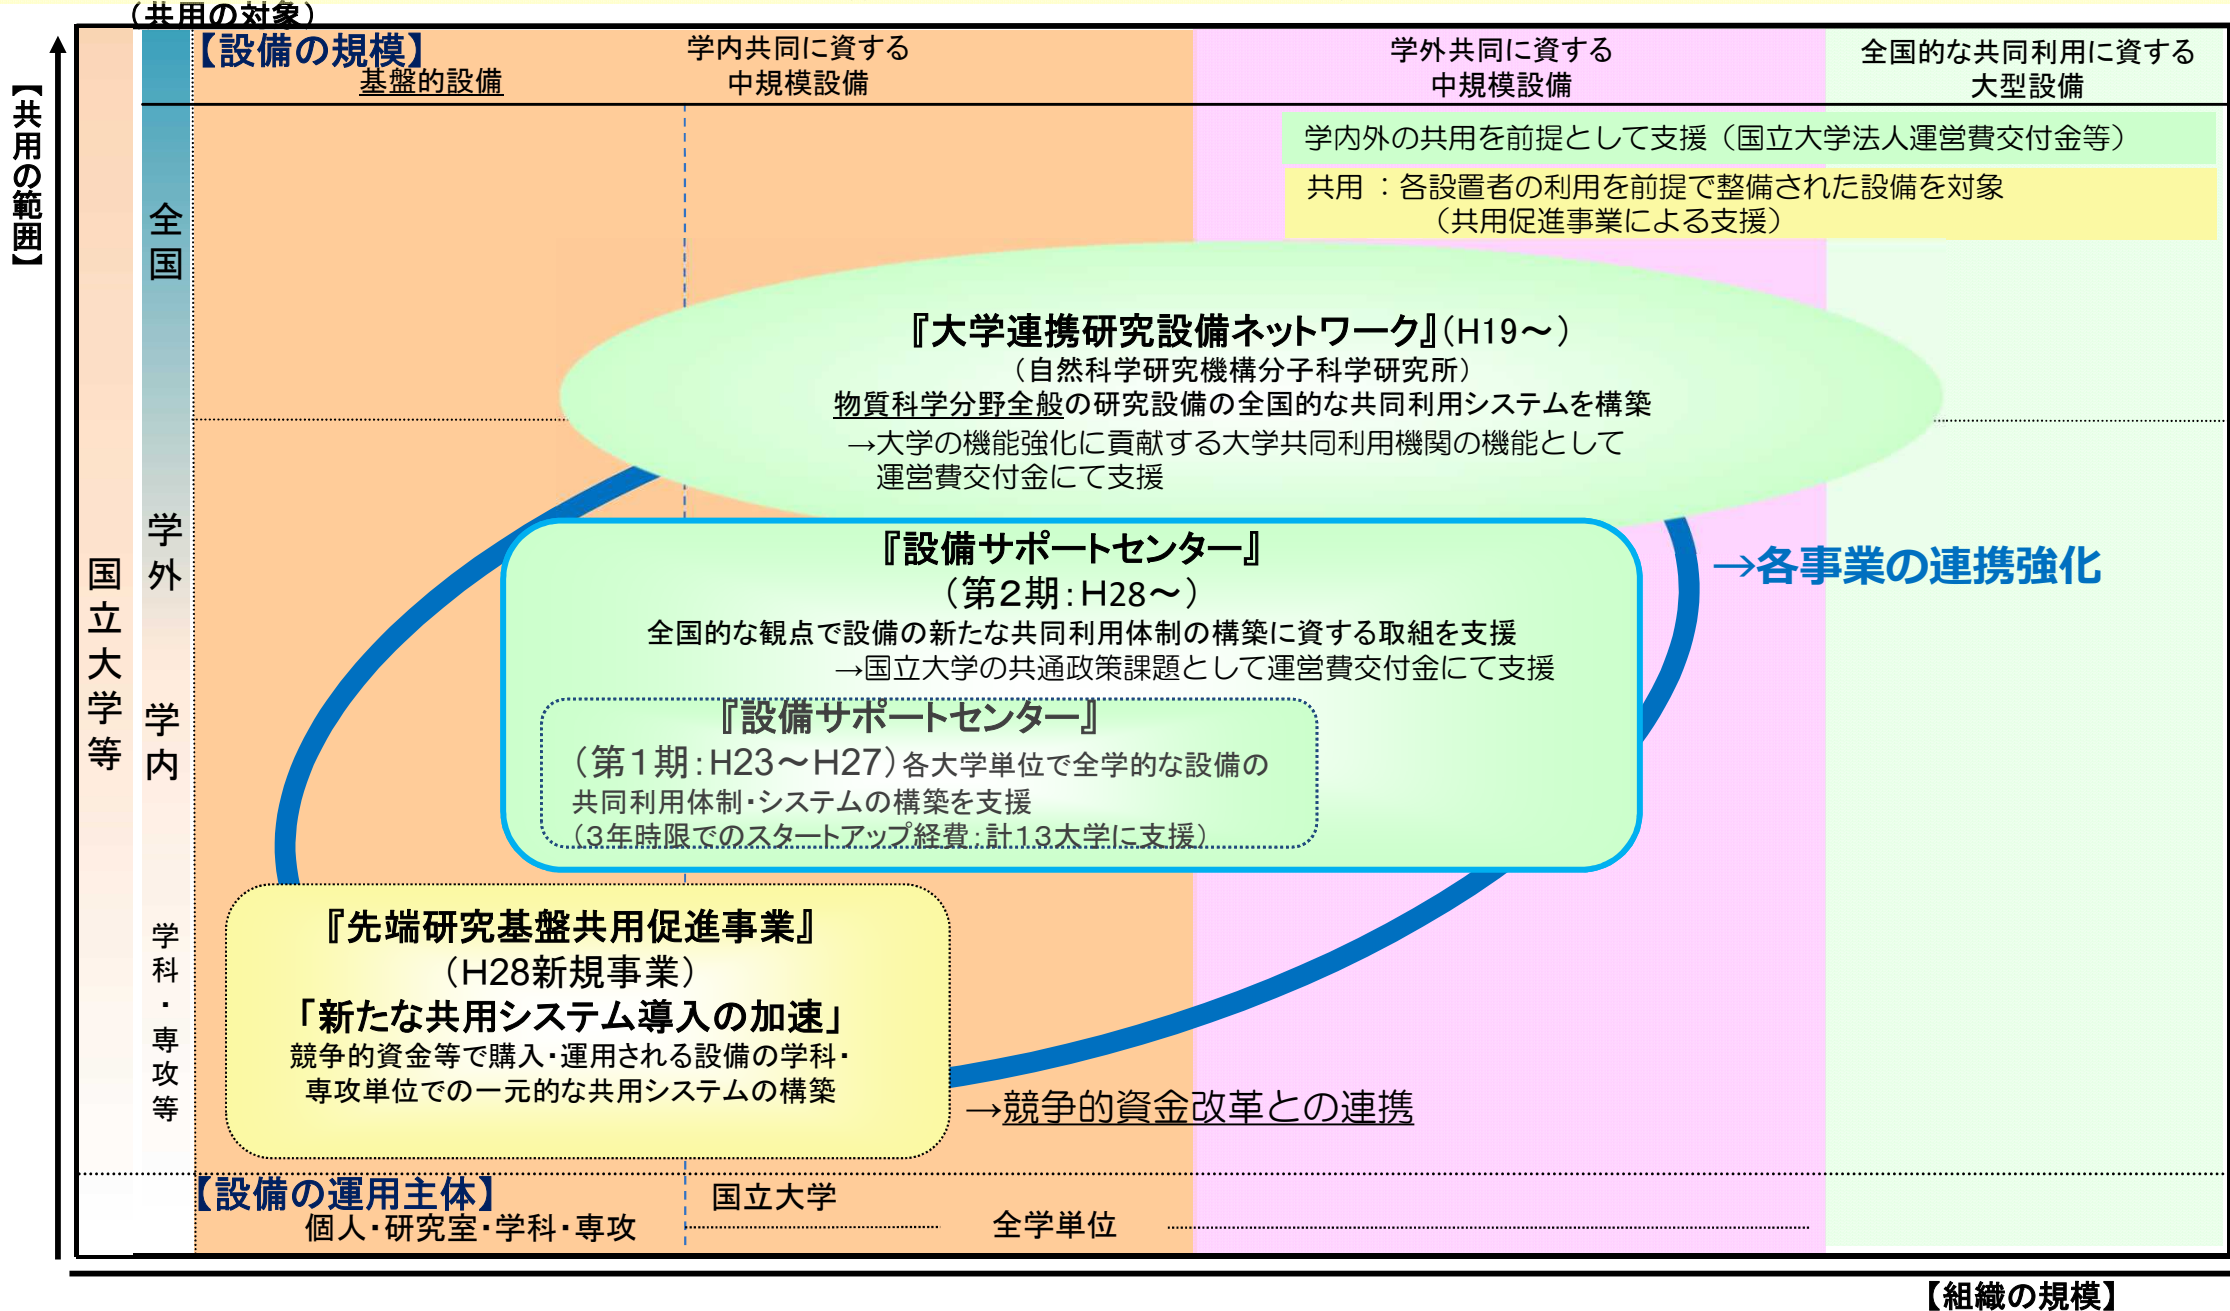 (共用の対象)
【設備の規模】
基盤的設備
学内共同に資する
中規模設備
学外共同に資する
中規模設備
全国的な共同利用に資する
大型設備
【共用の範囲】
学内外の共用を前提として支援（国立大学法人運営費交付金等）
共用 ：各設置者の利用を前提で整備された設備を対象
（共用促進事業による支援）
全国
学外
学内
学科・専攻等
国立大学等
『大学連携研究設備ネットワーク』(H19～)
（自然科学研究機構分子科学研究所）
物質科学分野全般の研究設備の全国的な共同利用システムを構築
→大学の機能強化に貢献する大学共同利用機関の機能として
運営費交付金にて支援
『設備サポートセンター』
（第２期：H28～）
全国的な観点で設備の新たな共同利用体制の構築に資する取組を支援
→国立大学の共通政策課題として運営費交付金にて支援
→各事業の連携強化
『設備サポートセンター』
（第１期：H23～H27）各大学単位で全学的な設備の
共同利用体制・システムの構築を支援
（３年時限でのスタートアップ経費；計１３大学に支援）
『先端研究基盤共用促進事業』
（H28新規事業）
「新たな共用システム導入の加速」
競争的資金等で購入・運用される設備の学科・
専攻単位での一元的な共用システムの構築
→競争的資金改革との連携
【設備の運用主体】
個人・研究室・学科・専攻
国立大学
全学単位
【組織の規模】